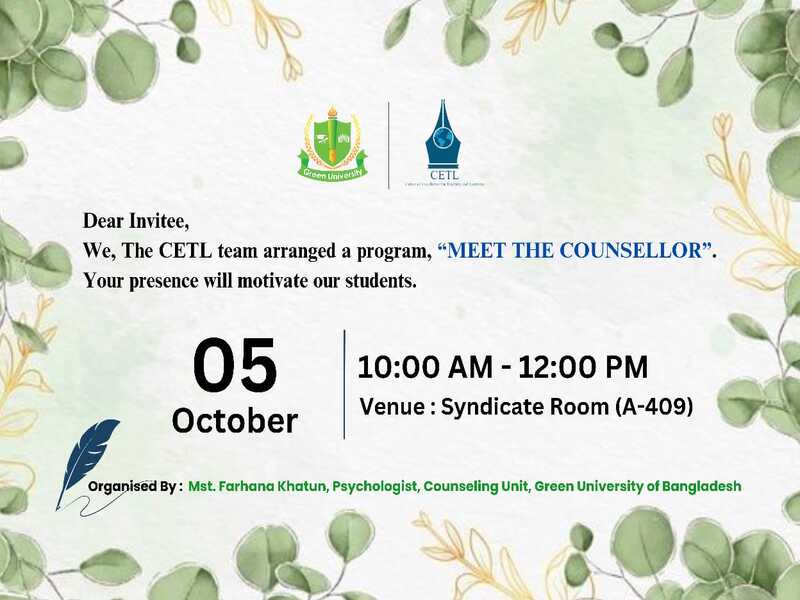 Green University
CETL
Dear Invitee,
We, The CETL team arranged a program, “MEET THE COUNSELLOR”.
Your presence will motivate our students.
05
October
10:00 AM - 12:00 PM
Venue : Syndicate Room (A-409)
Organised By : Mst. Farhana Khatun, Psychologist, Counseling Unit, Green University of Bangladesh